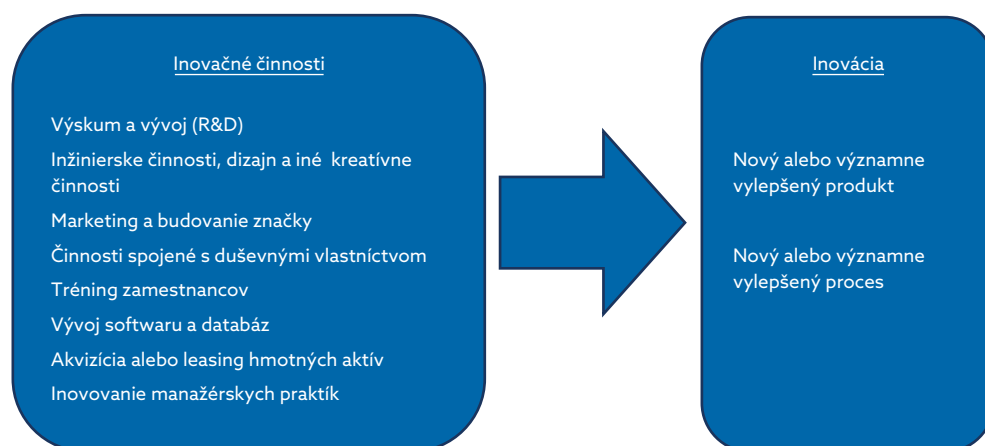 Inovačné činnosti
Výskum a vývoj (R&D)
Inžinierske činnosti, dizajn a iné kreatívne
činnosti
Marketing a budovanie značky
Činnosti spojené s duševnými vlastníctvom
Tréning zamestnancov
Vývoj softwaru a databáz
Akvizícia alebo leasing hmotných aktív
Inovovanie manažérskych praktík
Inovácia
Nový alebo významne
vylepšený produkt
Nový alebo významne
vylepšený proces